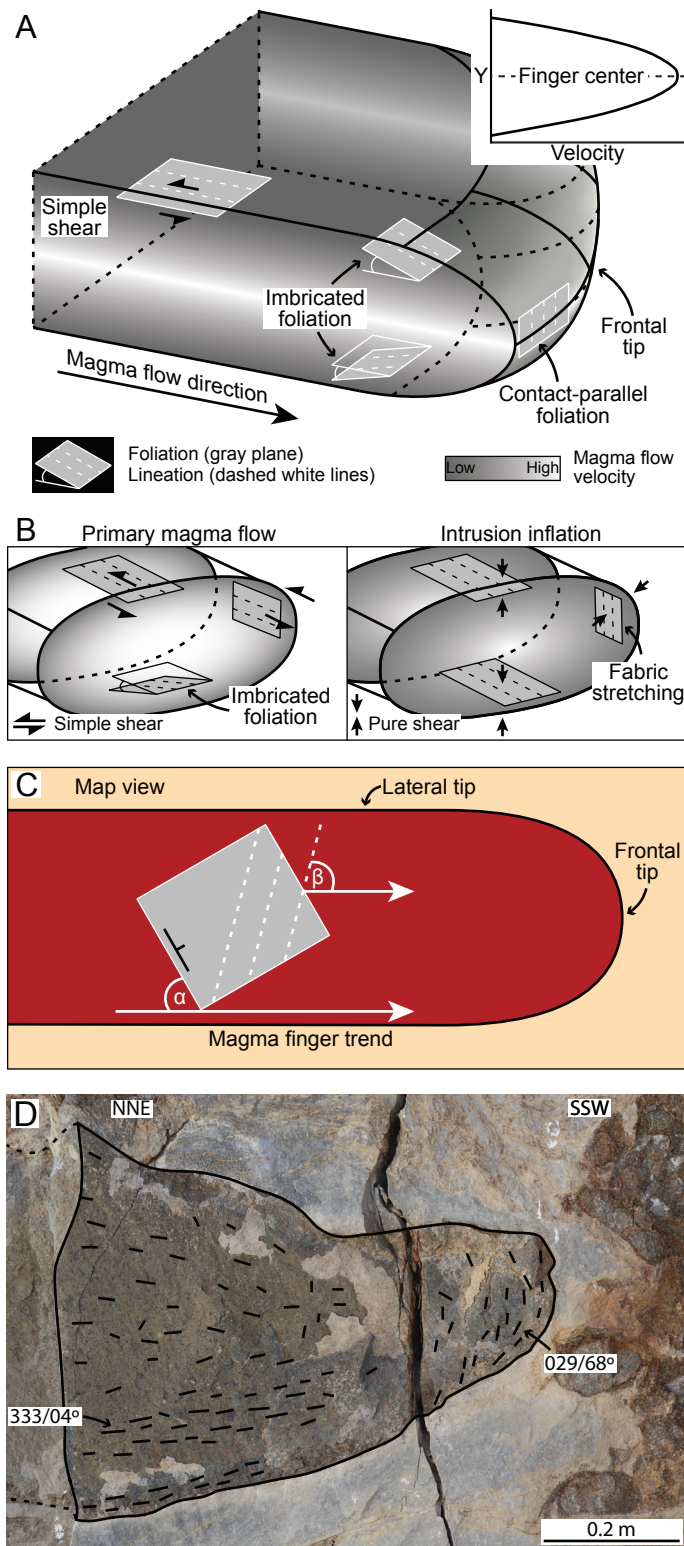 A
Y
Finger center
Velocity
Simple
shear
Imbricated
foliation
Frontal
tip
Magma flow direction
Contact-parallel
foliation
Foliation (gray plane)
Lineation (dashed white lines)
Low
High
Magma flow
velocity
B
Primary magma flow
Intrusion inflation
Imbricated
foliation
Simple shear
Fabric
stretching
Pure shear
C
Map view
Lateral tip
β
Frontal
tip
α
Magma finger trend
D
NNE
SSW
029/68º
333/04º
0.2 m